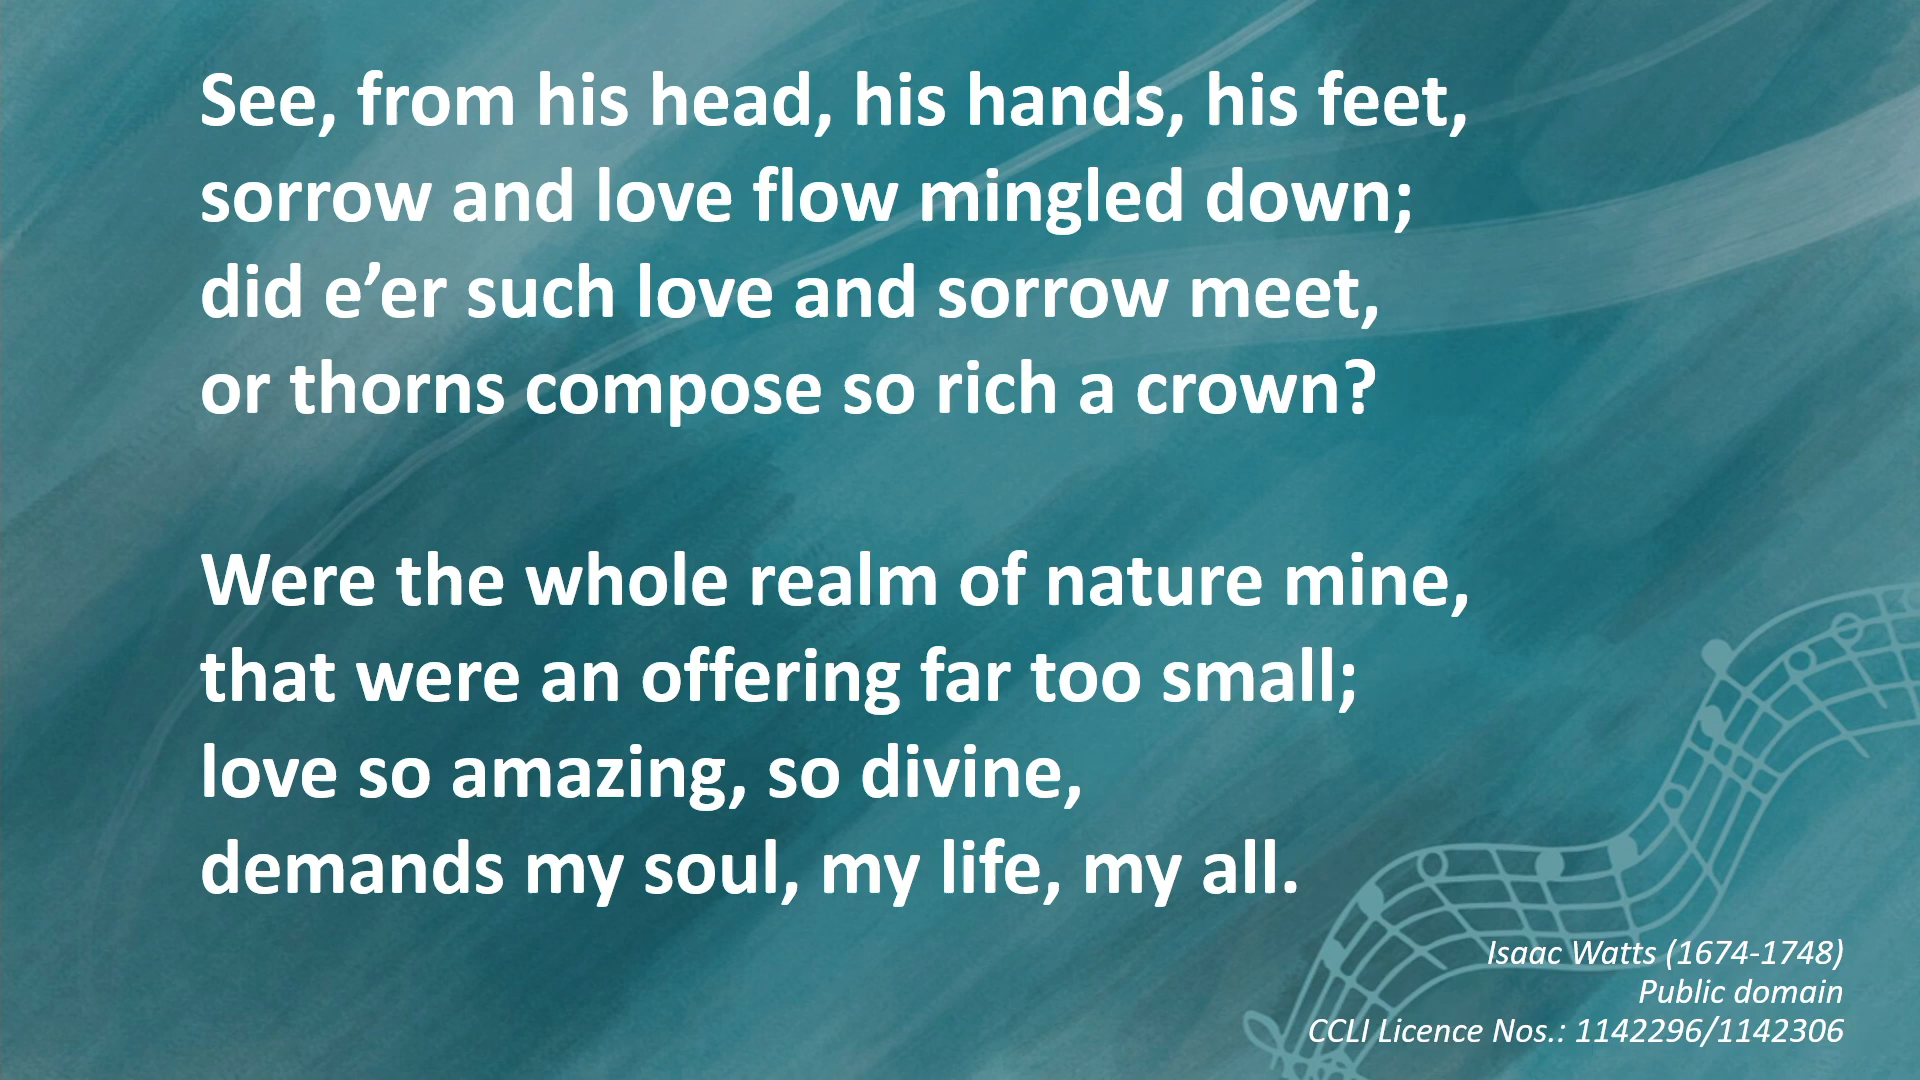 See, from his head, his hands, his feet,
sorrow and love flow mingled down;
did e’er such love and sorrow meet,
or thorns compose so rich a crown?
Were the whole realm of nature mine,
that were an offering far too small;
love so amazing, so divine,
demands my soul, my life, my all.
Isaac Watts (1674-1748)
Public domain
CCLI Licence Nos.: 1142296/1142306